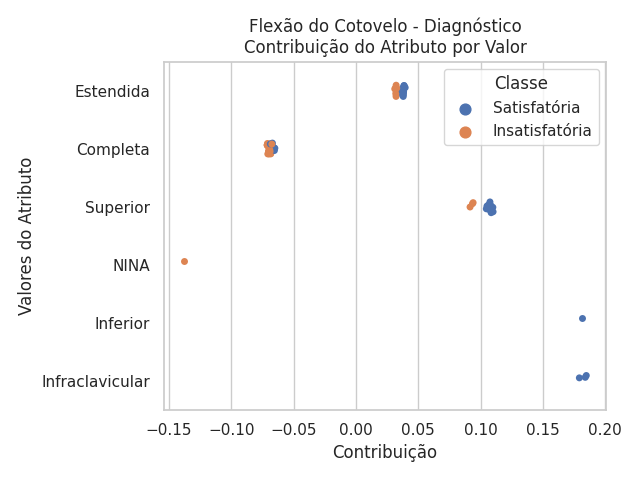 Flexão do Cotovelo - Diagnóstico
Contribuição do Atributo por Valor
Classe
Satisfatória
Insatisfatória
Valores do Atributo
Estendida
Completa
Superior
NINA
Inferior
Infraclavicular
−0.15 −0.10 −0.05 0.00 0.05 0.10 0.15 0.20
Contribuição